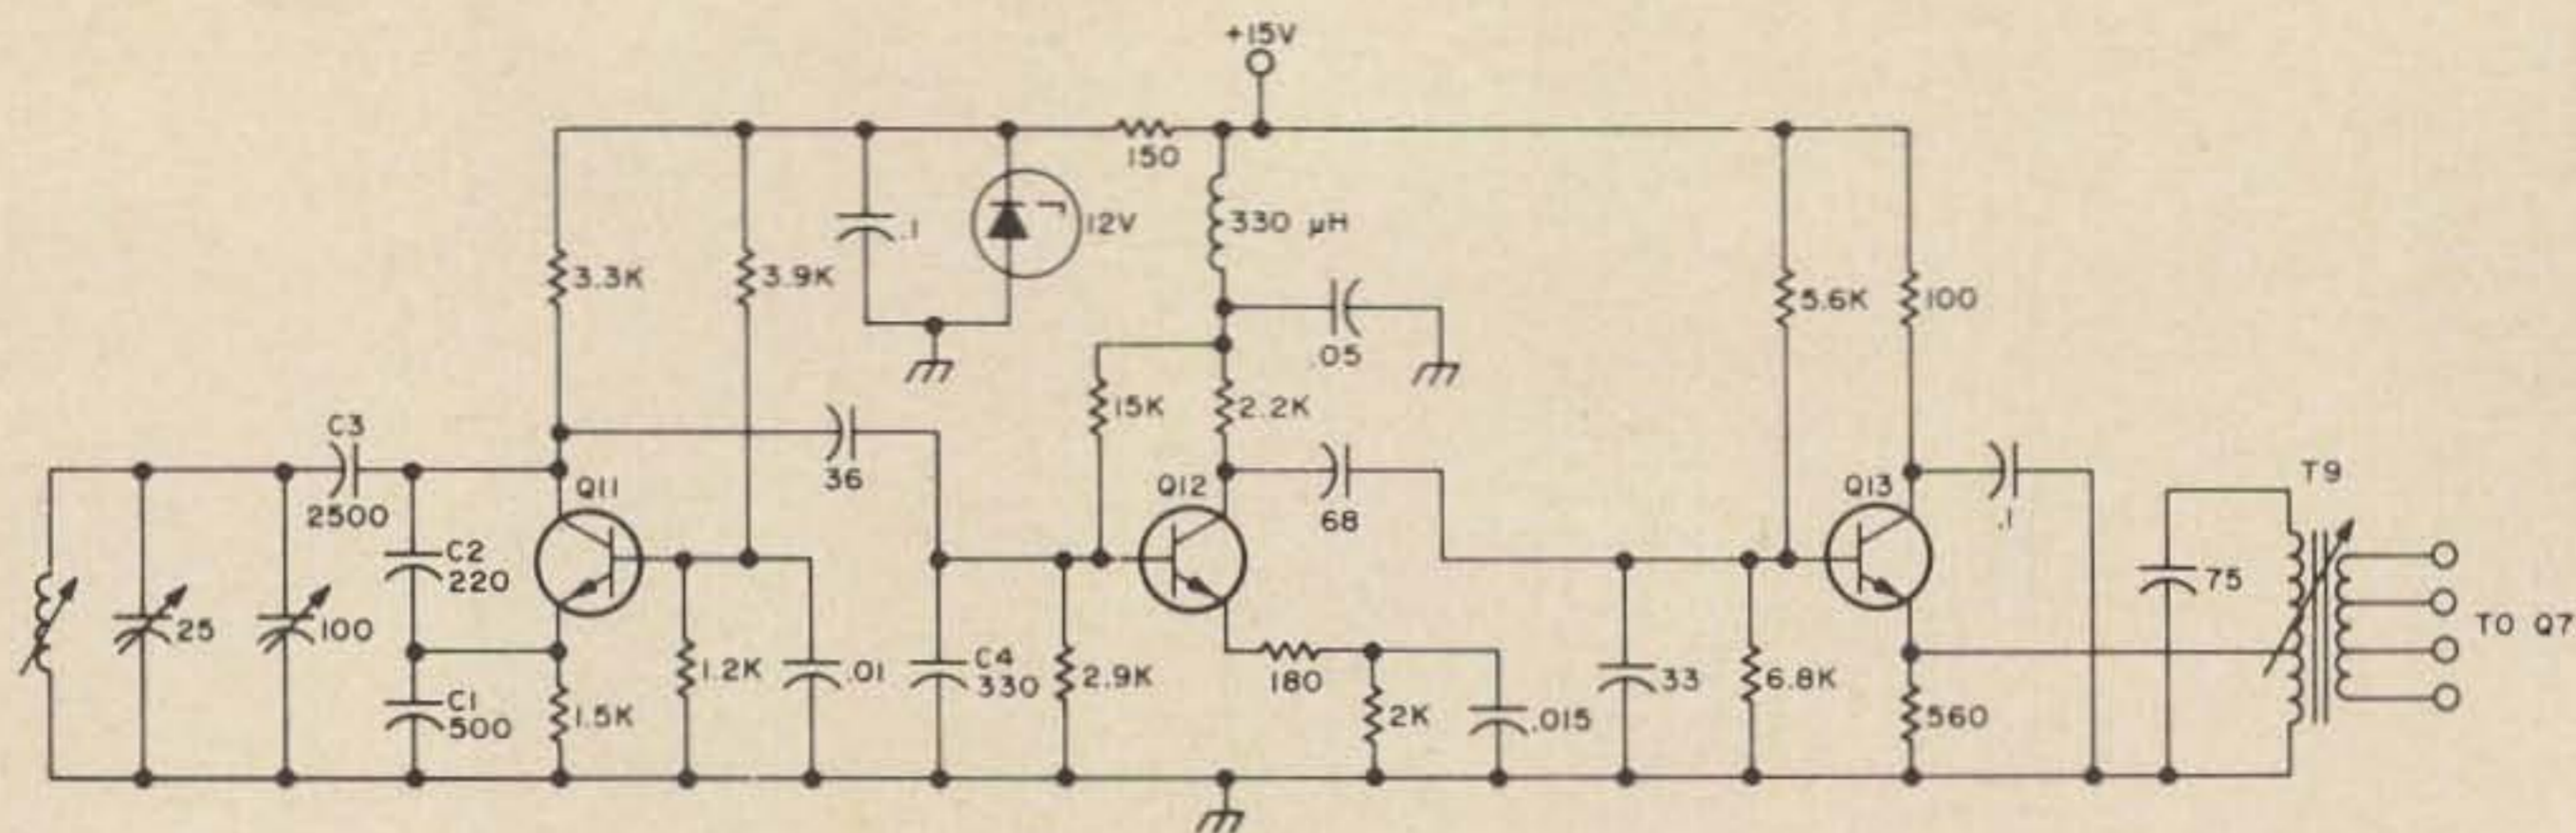 +15V
150
330 µH
.1
12V
3.3K
3.9K
5.6K
100
.05
15K
2.2K
C3
2500
36
Q11
Q12
68
Q13
.1
T9
C2
220
25
100
75
TO Q7
1.2K
.01
C4
330
2.9K
180
33
6.8K
C1
500
1.5K
2K
.015
560